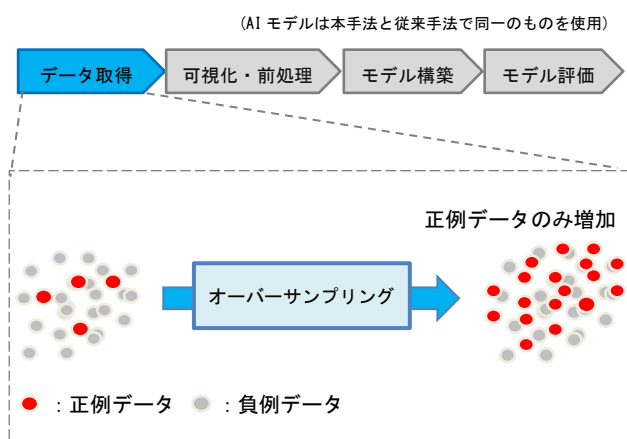 (AI モデルは本手法と従来手法で同一のものを使用)
データ取得
可視化・前処理
モデル構築
モデル評価
正例データのみ増加
オーバーサンプリング
：正例データ
：負例データ